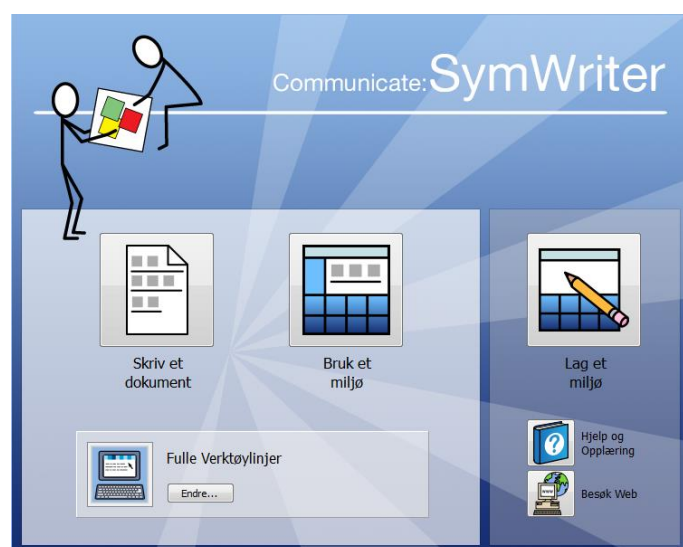 Communicate: SymWriter
Skriv et
dokument
Bruk et
miljø
Lag et
miljø
Fulle Verktøylinjer
Endre...
Hjelp og
Opplæring
www
Besøk Web